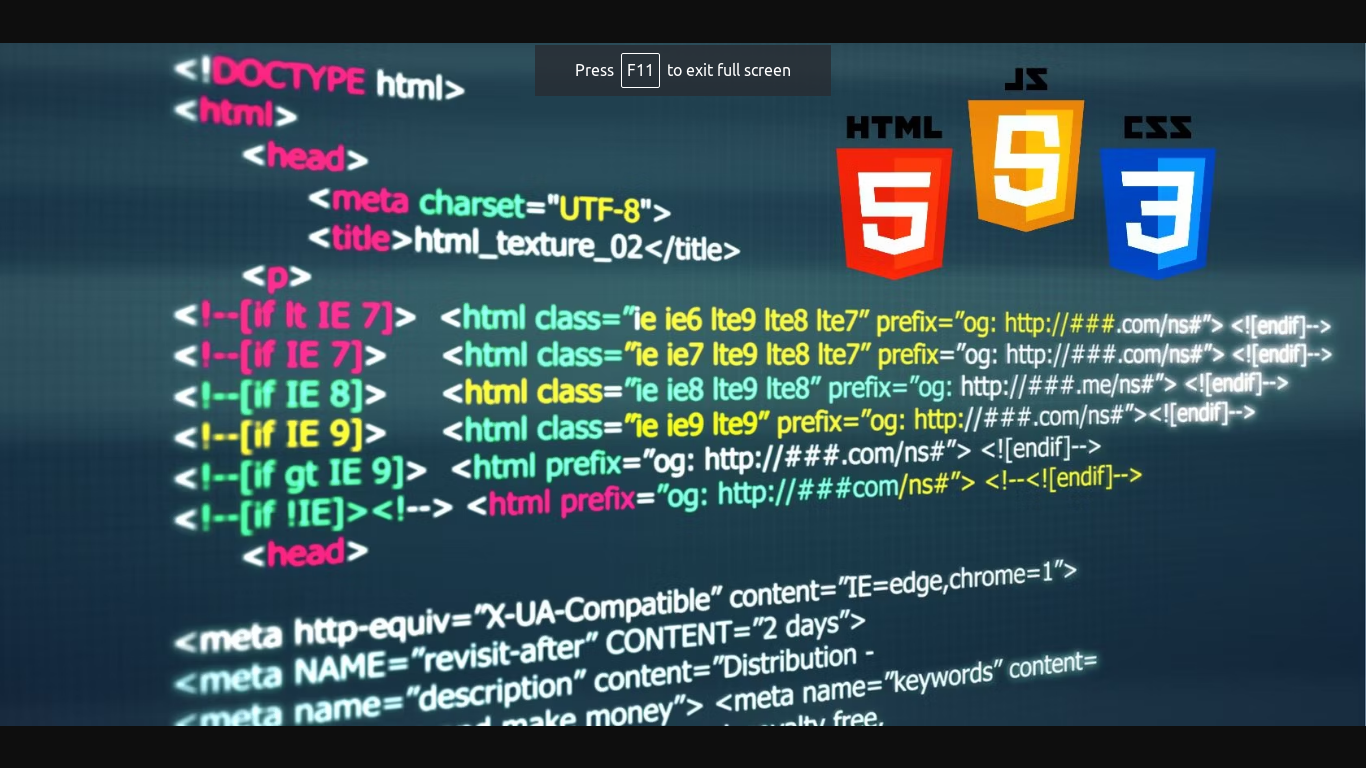 Press F11 to exit full screen
JS
HTML
CSS
5
5
3
<!DOCTYPE html>
<html>
<head>
<meta charset="UTF-8">
<title>html_texture_02</title>
<p>
<!--[if lt IE 7]> <html class="ie ie6 lte9 lte8 lte7" prefix="og: http://###.com/ns#"> <![endif]-->
<!--[if IE 7]> <html class="ie ie7 lte9 lte8 lte7" prefix="og: http://###.com/ns#"> <![endif]-->
<!--[if IE 8]> <html class="ie ie8 lte9 lte8" prefix="og: http://###.me/ns#"> <![endif]-->
<!--[if IE 9]> <html class="ie ie9 lte9" prefix="og: http://###.com/ns#"><![endif]-->
<!--[if gt IE 9]> <html prefix="og: http://###.com/ns#"> <![endif]-->
<!--[if !IE]><!--> <html prefix="og: http://###com/ns#"> <!--<![endif]-->
<head>
<meta http-equiv="X-UA-Compatible" content="IE=edge,chrome=1">
<meta NAME="revisit-after" CONTENT="2 days">
<meta name="description" content="Distribution -
make money"> <meta name="keywords" content=
free,